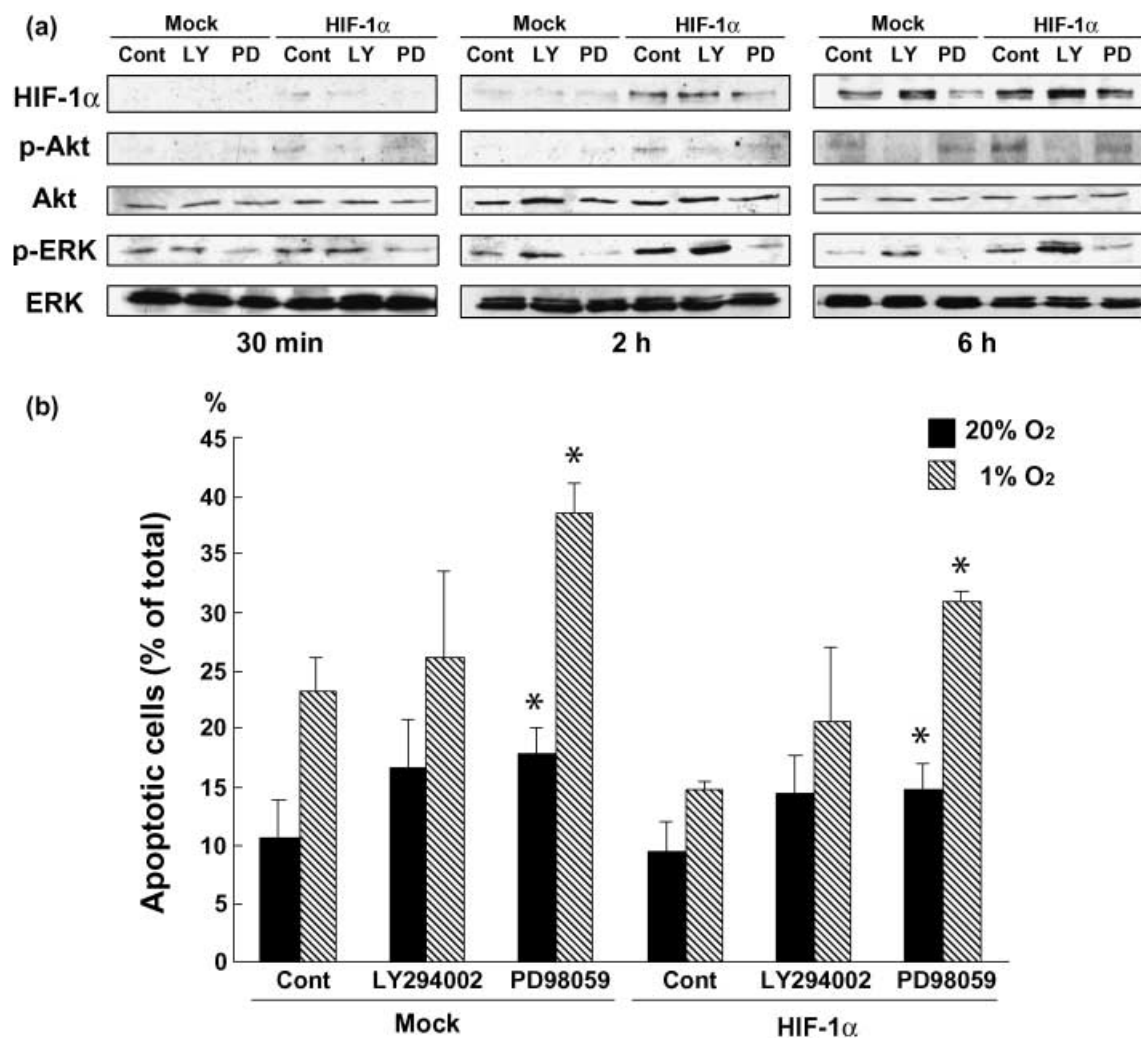 (a)
Mock HIF-1α Mock HIF-1α Mock HIF-1α
Cont LY PD Cont LY PD Cont LY PD Cont LY PD Cont LY PD Cont LY PD
HIF-1α
p-Akt
Akt
p-ERK
ERK
30 min 2 h 6 h
(b)
%
45
40
35
30
25
20
15
10
5
0
Apoptotic cells (% of total)
20% O2
1% O2
* * * *
Cont LY294002 PD98059 Cont LY294002 PD98059
Mock HIF-1α